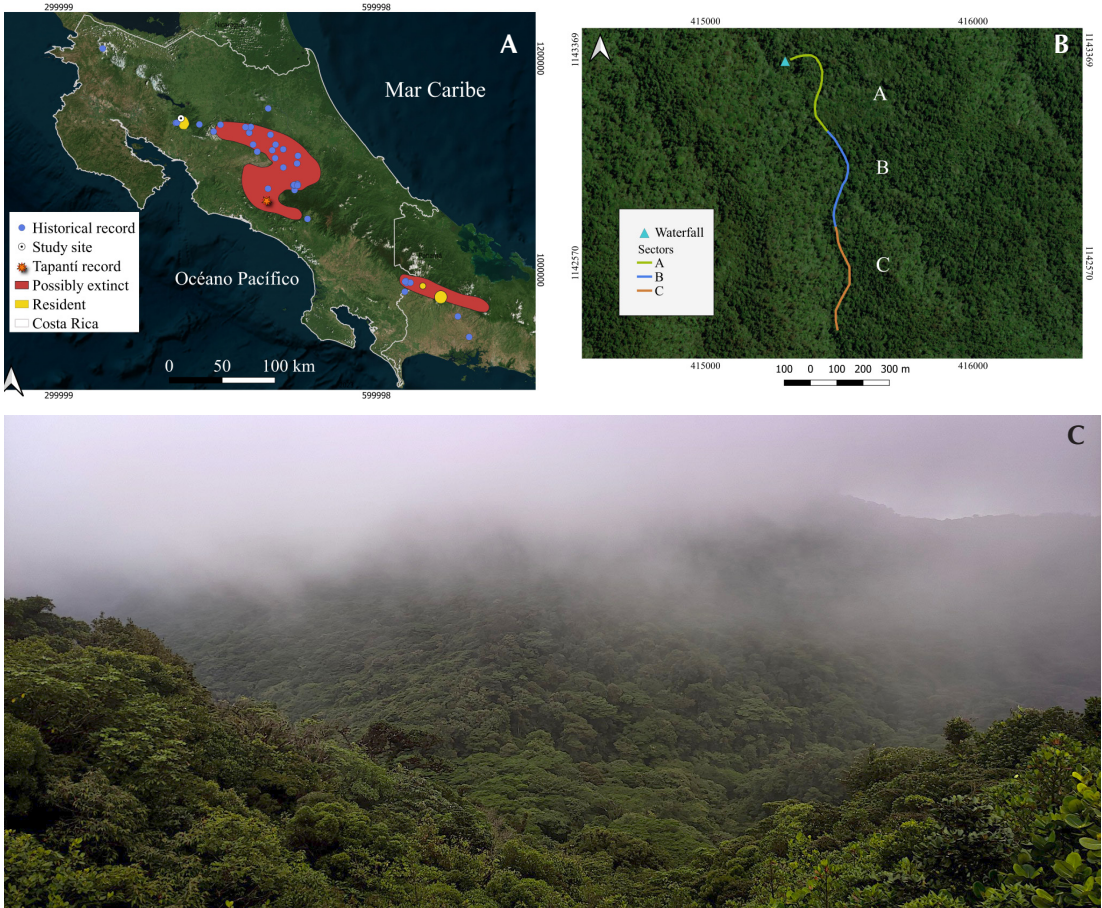 299999
599998
A
Mar Caribe
1200000
Historical record
Study site
Tapantí record
Possibly extinct
Resident
Costa Rica
Océano Pacífico
1000000
0
50
100 km
299999
599998
415000
416000
B
1143369
1143369
A
B
C
Waterfall
Sectors
A
B
C
1142570
1142570
415000
416000
100
0
100
200
300 m
C